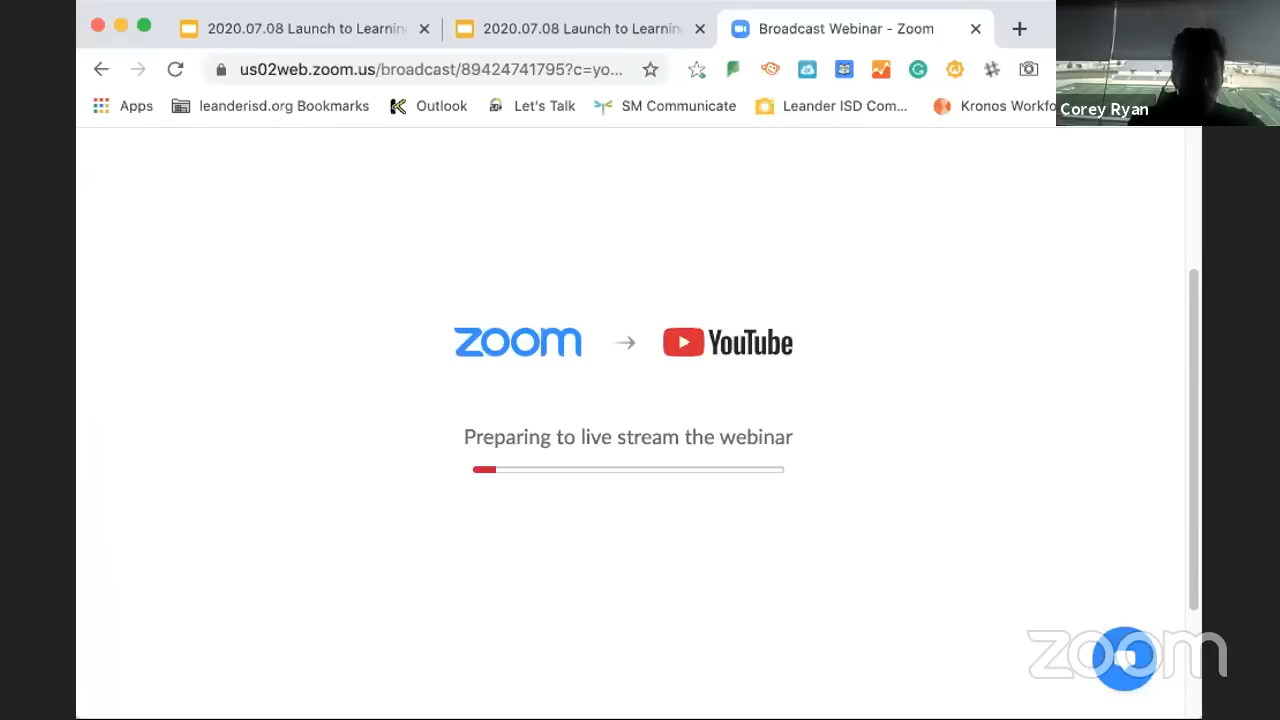 2020.07.08 Launch to Learnin
2020.07.08 Launch to Learnin
Broadcast Webinar - Zoom
us02web.zoom.us/broadcast/89424741795?c=yo...
Corey Ryan
Apps
leanderisd.org Bookmarks
Outlook
Let's Talk
SM Communicate
Leander ISD Com...
Kronos Workfo
zoom
YouTube
Preparing to live stream the webinar
zoom